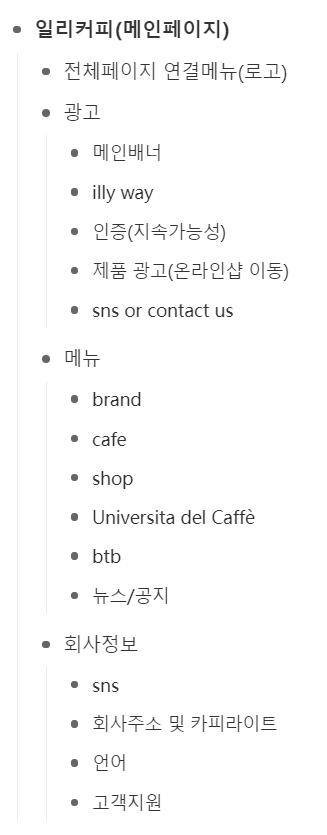 일리커피(메인페이지)
전체페이지 연결메뉴(로고)
광고
메인배너
illy way
인증(지속가능성)
제품 광고(온라인샵 이동)
sns or contact us
메뉴
brand
cafe
shop
Universita del Caffè
btb
뉴스/공지
회사정보
sns
회사주소 및 카피라이트
언어
고객지원